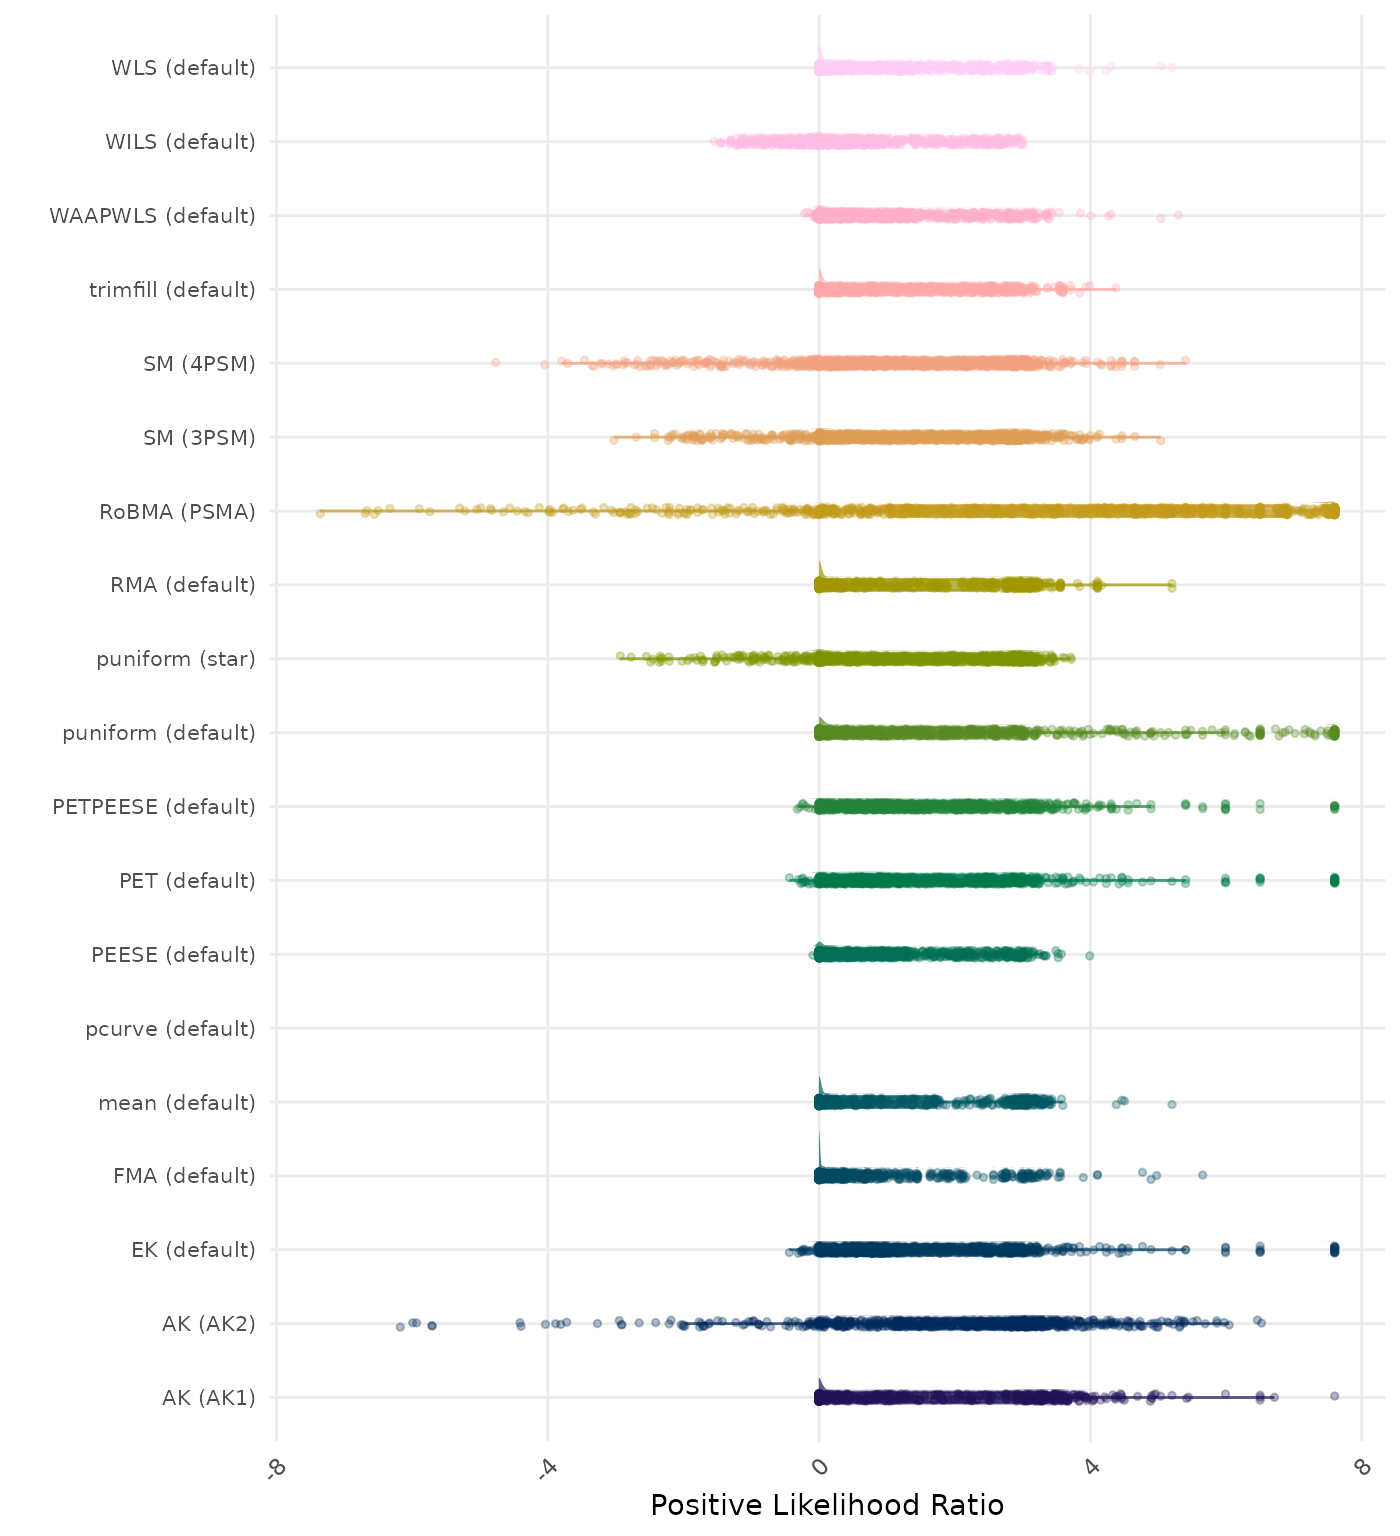 WLS (default)
WILS (default)
WAAPWLS (default)
trimfill (default)
SM (4PSM)
SM (3PSM)
RoBMA (PSMA)
RMA (default)
puniform (star)
puniform (default)
PETPEESE (default)
PET (default)
PEESE (default)
pcurve (default)
mean (default)
FMA (default)
EK (default)
AK (AK2)
AK (AK1)
-8 -4 0 4 8
Positive Likelihood Ratio